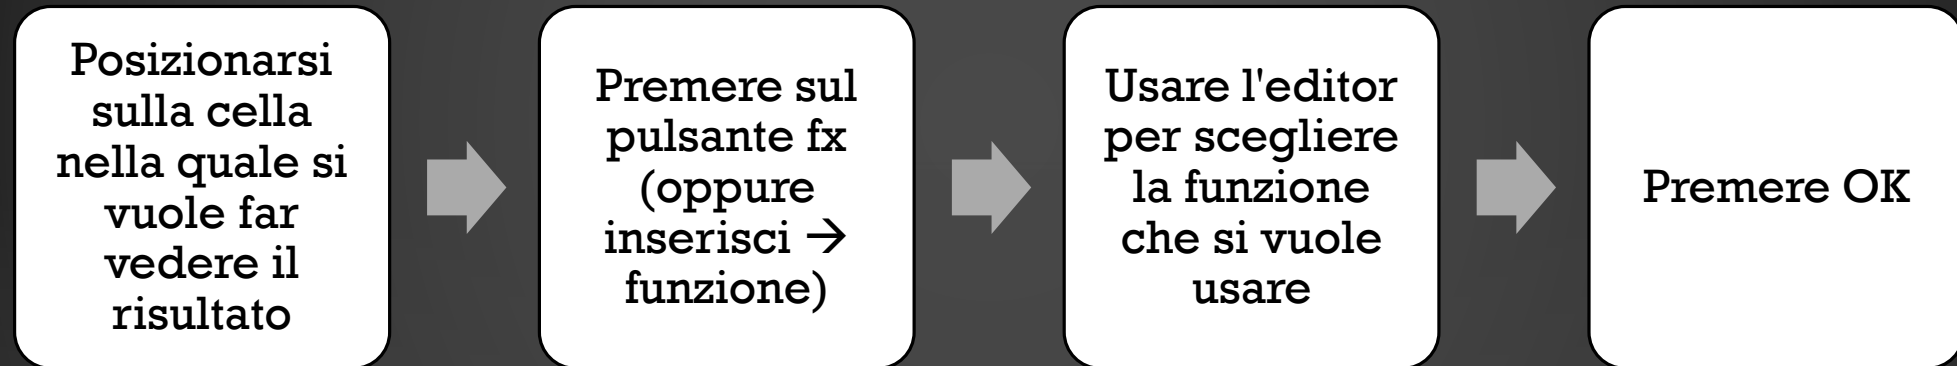 Posizionarsi
sulla cella
nella quale si
vuole far
vedere il
risultato
Premere sul
pulsante fx
(oppure
inserisci →
funzione)
Usare l'editor
per scegliere
la funzione
che si vuole
usare
Premere OK